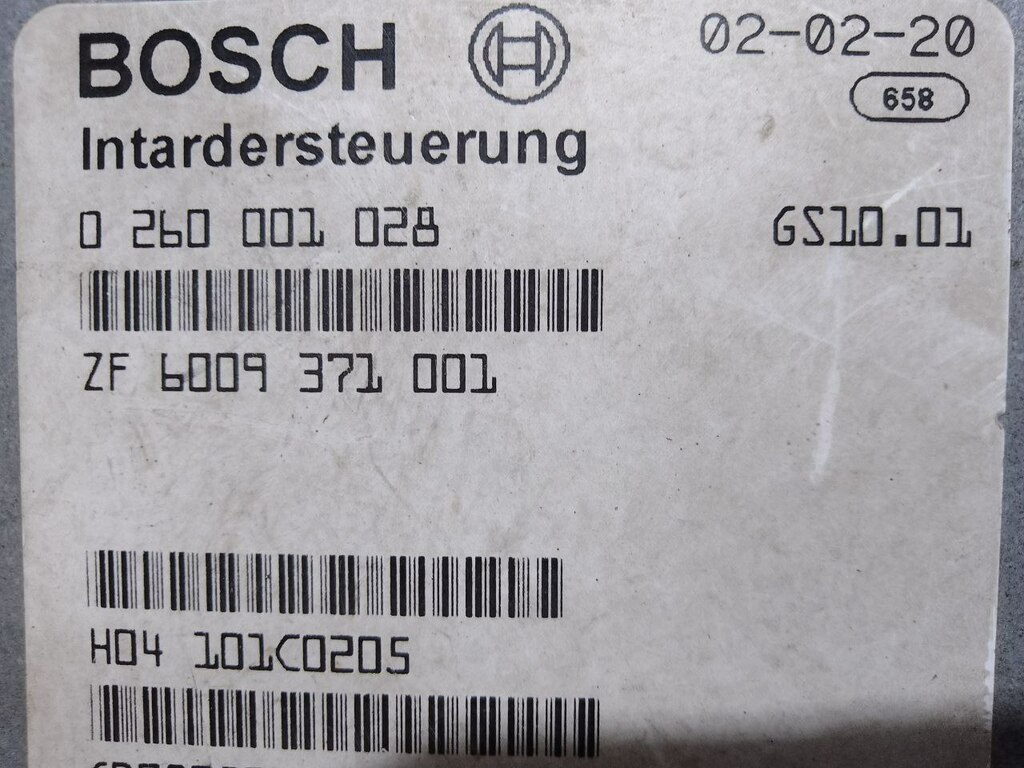 BOSCH 02-02-20
658
Intardersteuerung
0 260 001 028 GS10.01
ZF 6009 371 001
H04 101C0205